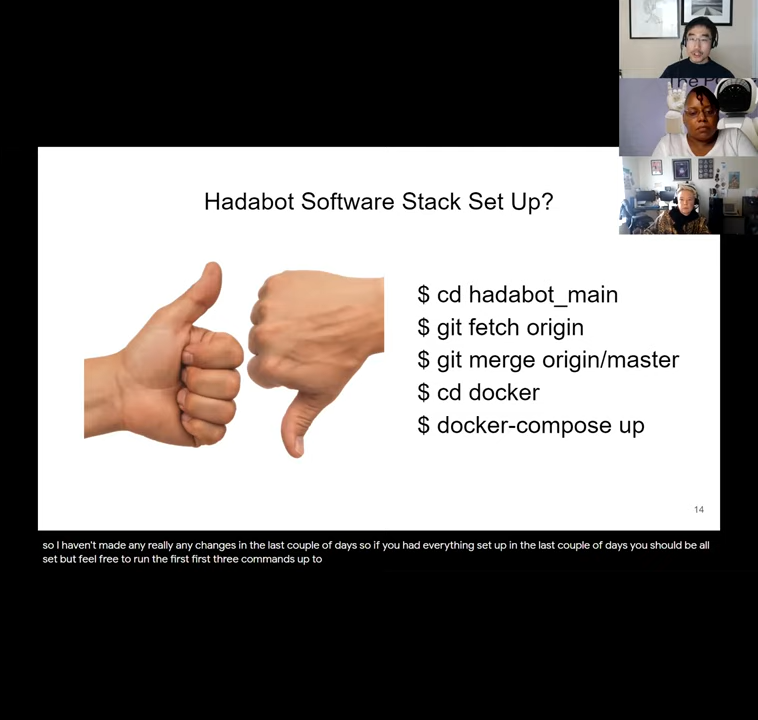 The P
Hadabot Software Stack Set Up?
$ cd hadabot_main
$ git fetch origin
$ git merge origin/master
$ cd docker
$ docker-compose up
14
so I haven't made any really any changes in the last couple of days so if you had everything set up in the last couple of days you should be all
set but feel free to run the first first three commands up to